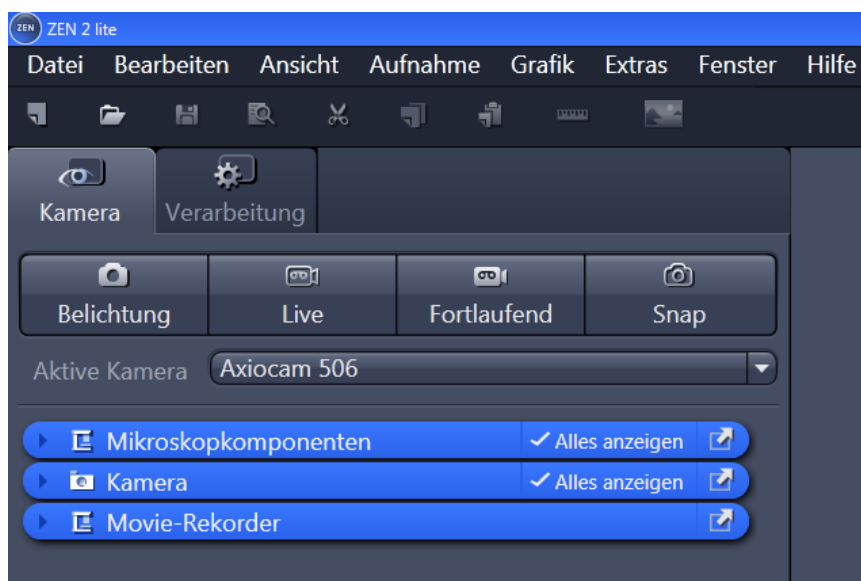 ZEN ZEN 2 lite
Datei Bearbeiten Ansicht Aufnahme Grafik Extras Fenster Hilfe
Kamera Verarbeitung
Belichtung Live Fortlaufend Snap
Aktive Kamera Axiocam 506
Mikroskopkomponenten Alles anzeigen
Kamera Alles anzeigen
Movie-Rekorder